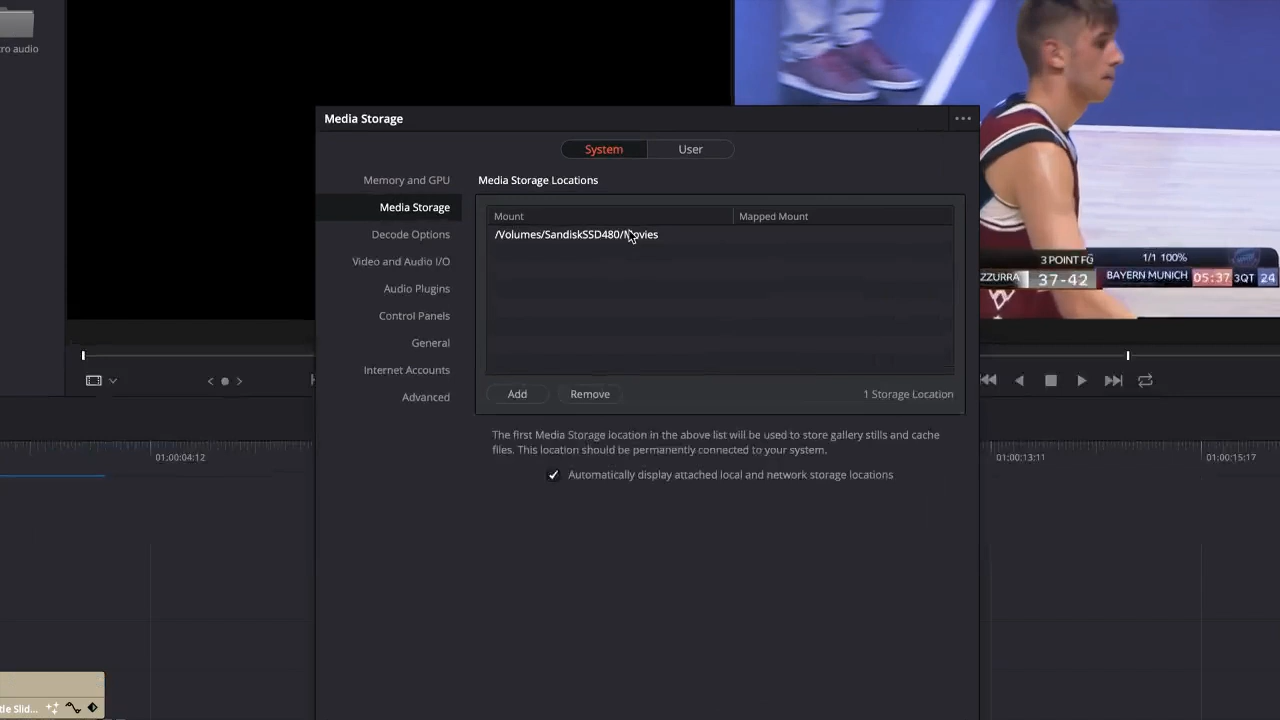 ro audio
Media Storage
System
User
Memory and GPU
Media Storage
Decode Options
Video and Audio I/O
Audio Plugins
Control Panels
General
Internet Accounts
Advanced
Media Storage Locations
Mount
Mapped Mount
/Volumes/SandiskSSD480/Movies
Add
Remove
1 Storage Location
The first Media Storage location in the above list will be used to store gallery stills and cache
files. This location should be permanently connected to your system.
Automatically display attached local and network storage locations
3 POINT FG
1/1 100%
ZZURRA
37-42
BAYERN MUNICH
05:37
3QT
24
01:00:04:12
01:00:13:11
01:00:15:17
tle Slid...